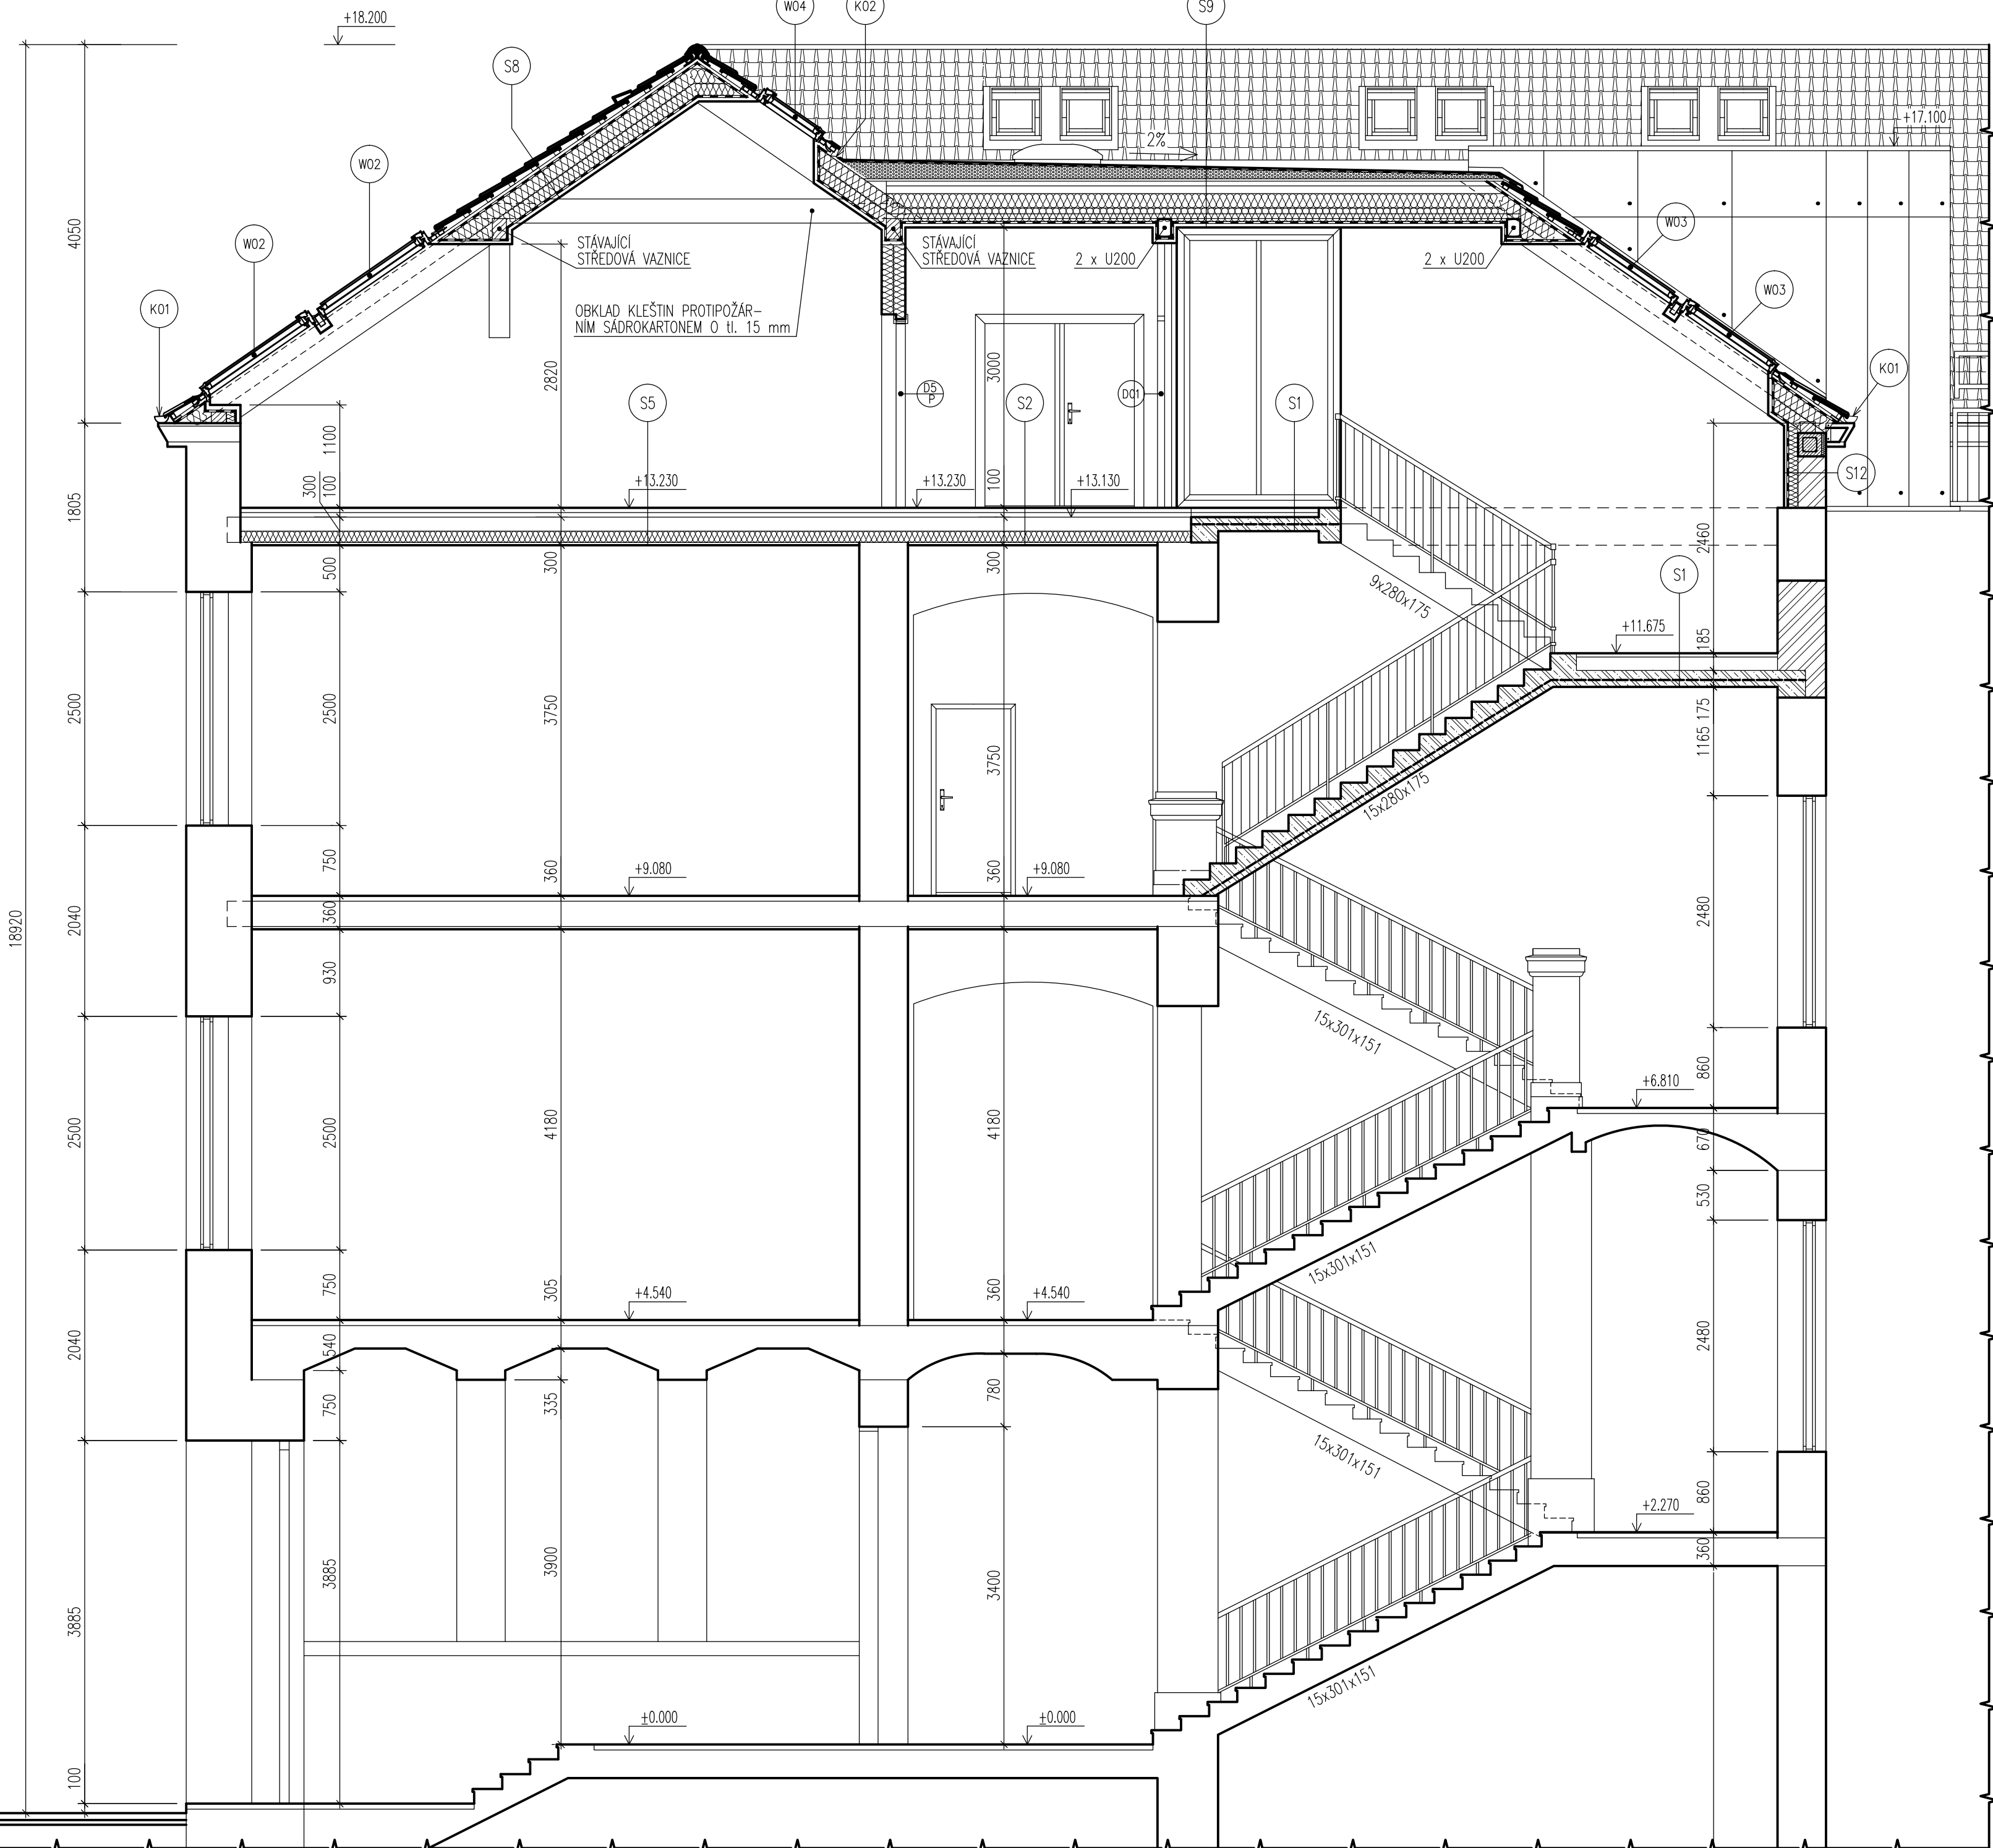 +18.200
W04
K02
S9
S8
+17.100
2%
W02
W02
W03
W03
STÁVAJÍCÍ
STŘEDOVÁ VAZNICE
STÁVAJÍCÍ
STŘEDOVÁ VAZNICE
2 x U200
2 x U200
K01
K01
OBKLAD KLEŠTIN PROTIPOŽÁR–
NÍM SÁDROKARTONEM O tl. 15 mm
4050
2820
3000
D5
P
D01
S5
S2
S1
1100
S12
300
100
100
+13.230
+13.230
+13.130
1805
2460
500
300
300
9x280x175
S1
+11.675
185
2500
2500
3750
3750
1165 175
15x280x175
750
360
360
+9.080
+9.080
18920
2040
360
2480
930
15x301x151
860
+6.810
2500
2500
4180
4180
670
530
15x301x151
750
305
360
+4.540
+4.540
2040
540
2480
750
335
780
15x301x151
860
+2.270
3885
3885
3900
3400
360
15x301x151
±0.000
±0.000
100